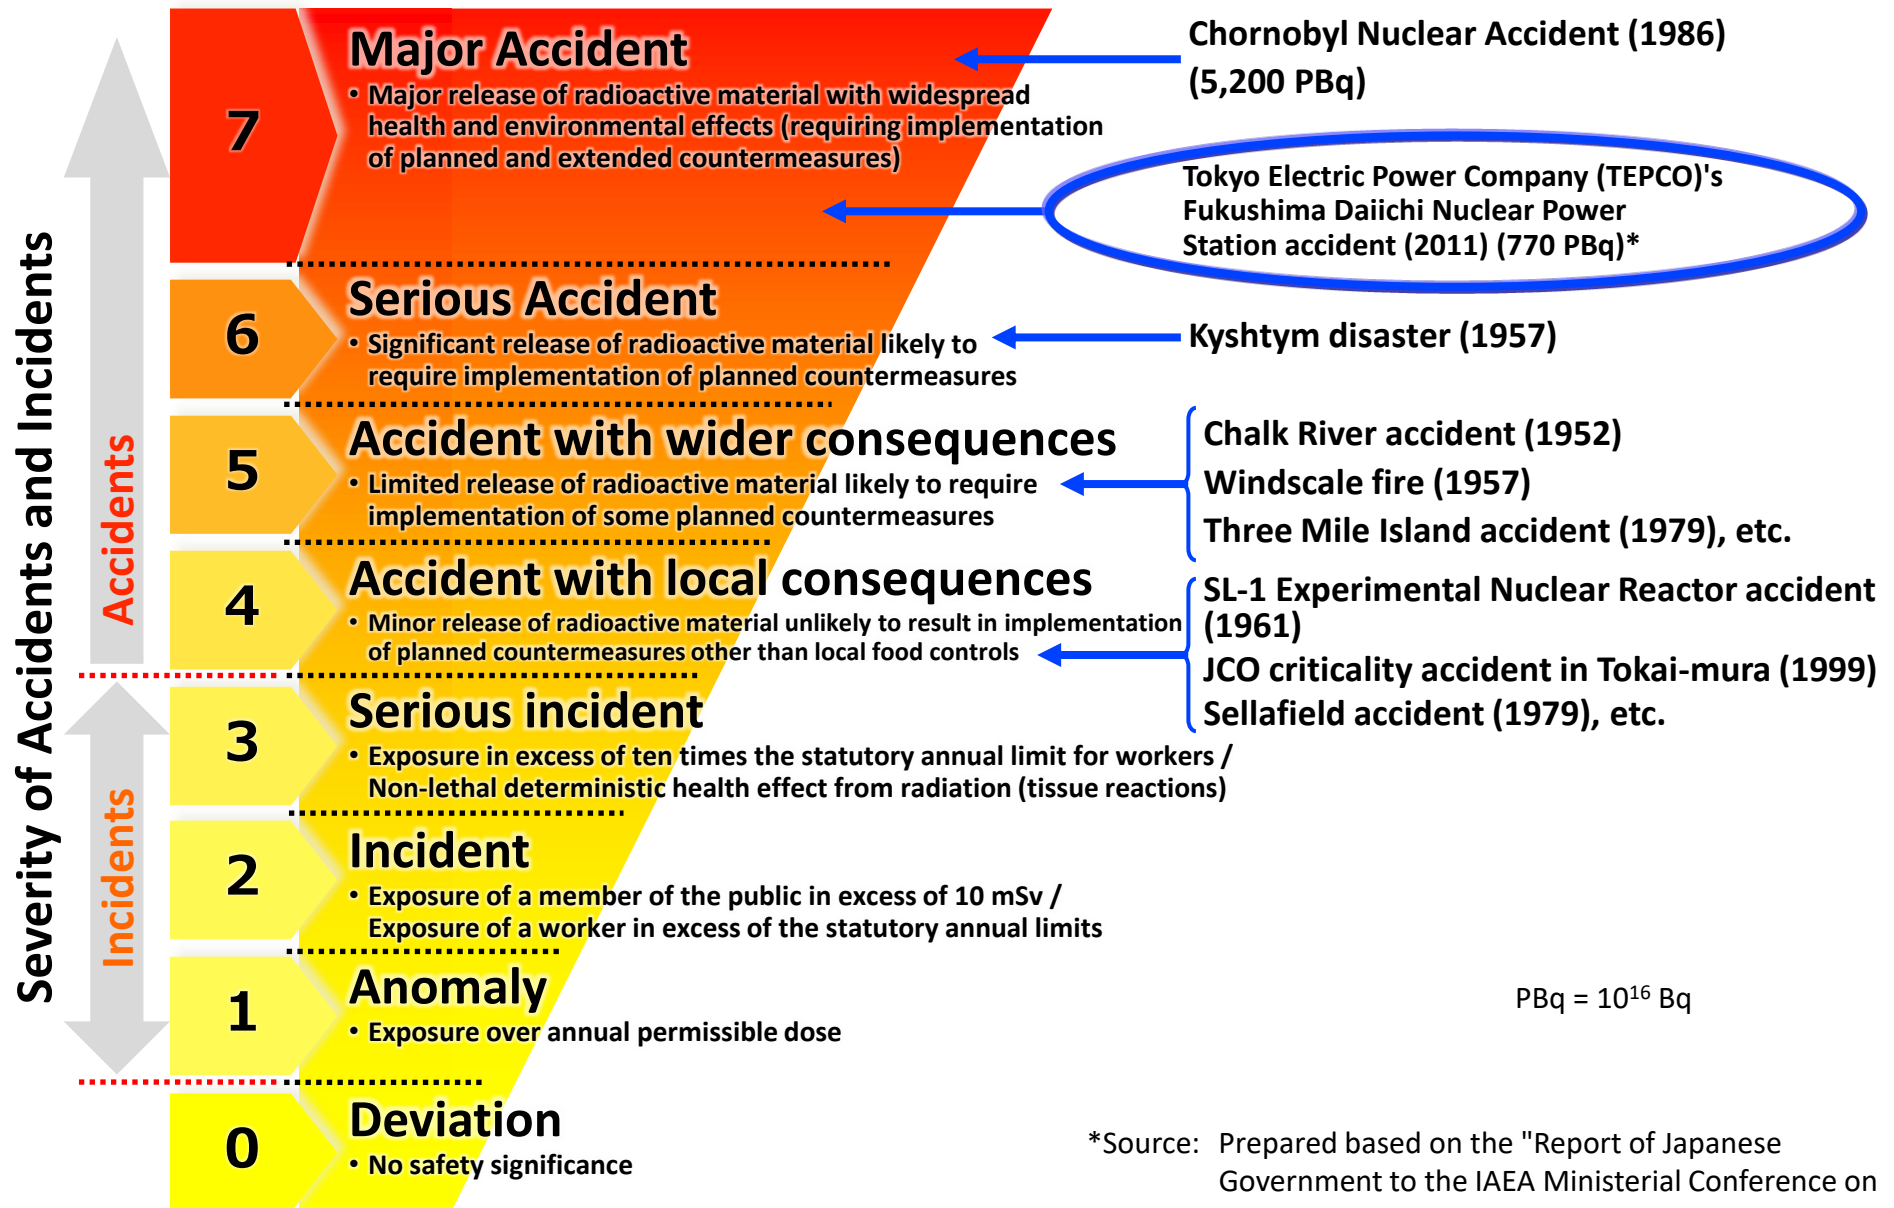 Severity of Accidents and Incidents
Accidents
Incidents
7
Major Accident
• Major release of radioactive material with widespread
health and environmental effects (requiring implementation
of planned and extended countermeasures)
Chornobyl Nuclear Accident (1986)
(5,200 PBq)
Tokyo Electric Power Company (TEPCO)'s
Fukushima Daiichi Nuclear Power
Station accident (2011) (770 PBq)*
6
Serious Accident
• Significant release of radioactive material likely to
require implementation of planned countermeasures
Kyshtym disaster (1957)
5
Accident with wider consequences
• Limited release of radioactive material likely to require
implementation of some planned countermeasures
Chalk River accident (1952)
Windscale fire (1957)
Three Mile Island accident (1979), etc.
4
Accident with local consequences
• Minor release of radioactive material unlikely to result in implementation
of planned countermeasures other than local food controls
SL-1 Experimental Nuclear Reactor accident
(1961)
JCO criticality accident in Tokai-mura (1999)
Sellafield accident (1979), etc.
3
Serious incident
• Exposure in excess of ten times the statutory annual limit for workers /
Non-lethal deterministic health effect from radiation (tissue reactions)
2
Incident
• Exposure of a member of the public in excess of 10 mSv /
Exposure of a worker in excess of the statutory annual limits
1
Anomaly
• Exposure over annual permissible dose
PBq = 10¹⁶ Bq
0
Deviation
• No safety significance
*Source: Prepared based on the "Report of Japanese
Government to the IAEA Ministerial Conference on